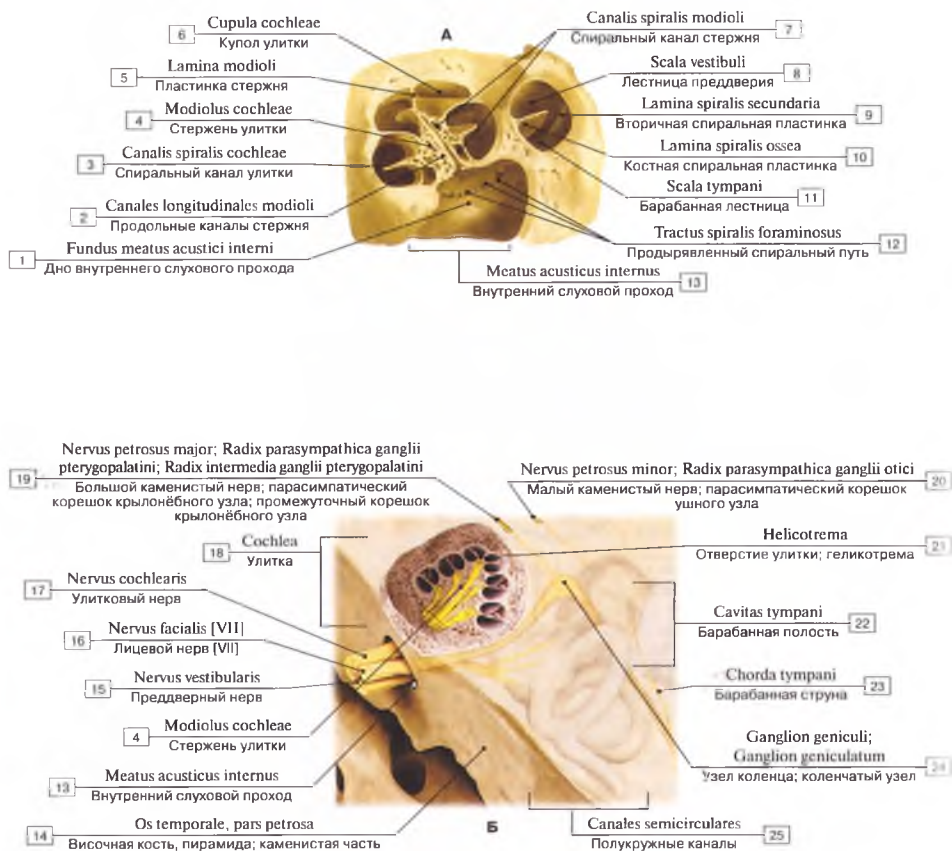 А
6
Cupula cochleae
Купол улитки
5
Lamina modioli
Пластинка стержня
4
Modiolus cochleae
Стержень улитки
3
Canalis spiralis cochleae
Спиральный канал улитки
2
Canales longitudinales modioli
Продольные каналы стержня
1
Fundus meatus acustici interni
Дно внутреннего слухового прохода
Canalis spiralis modioli
7
Спиральный канал стержня
Scala vestibuli
8
Лестница преддверия
Lamina spiralis secundaria
9
Вторичная спиральная пластинка
Lamina spiralis ossea
10
Костная спиральная пластинка
Scala tympani
11
Барабанная лестница
Tractus spiralis foraminosus
12
Продырявленный спиральный путь
Meatus acusticus internus
13
Внутренний слуховой проход
Nervus petrosus major; Radix parasympathica ganglii
pterygopalatini; Radix intermedia ganglii pterygopalatini
19
Большой каменистый нерв; парасимпатический
корешок крылонёбного узла; промежуточный корешок
крылонёбного узла
Nervus petrosus minor; Radix parasympathica ganglii otici
20
Малый каменистый нерв; парасимпатический корешок
ушного узла
18
Cochlea
Улитка
17
Nervus cochlearis
Улитковый нерв
16
Nervus facialis [VII]
Лицевой нерв [VII]
15
Nervus vestibularis
Преддверный нерв
4
Modiolus cochleae
Стержень улитки
13
Meatus acusticus internus
Внутренний слуховой проход
14
Os temporale, pars petrosa
Височная кость, пирамида; каменистая часть
Helicotrema
21
Отверстие улитки; геликотрема
Cavitas tympani
22
Барабанная полость
Chorda tympani
23
Барабанная струна
Ganglion geniculi;
Ganglion geniculatum
24
Узел коленца; коленчатый узел
Б
Canales semicirculares
25
Полукружные каналы